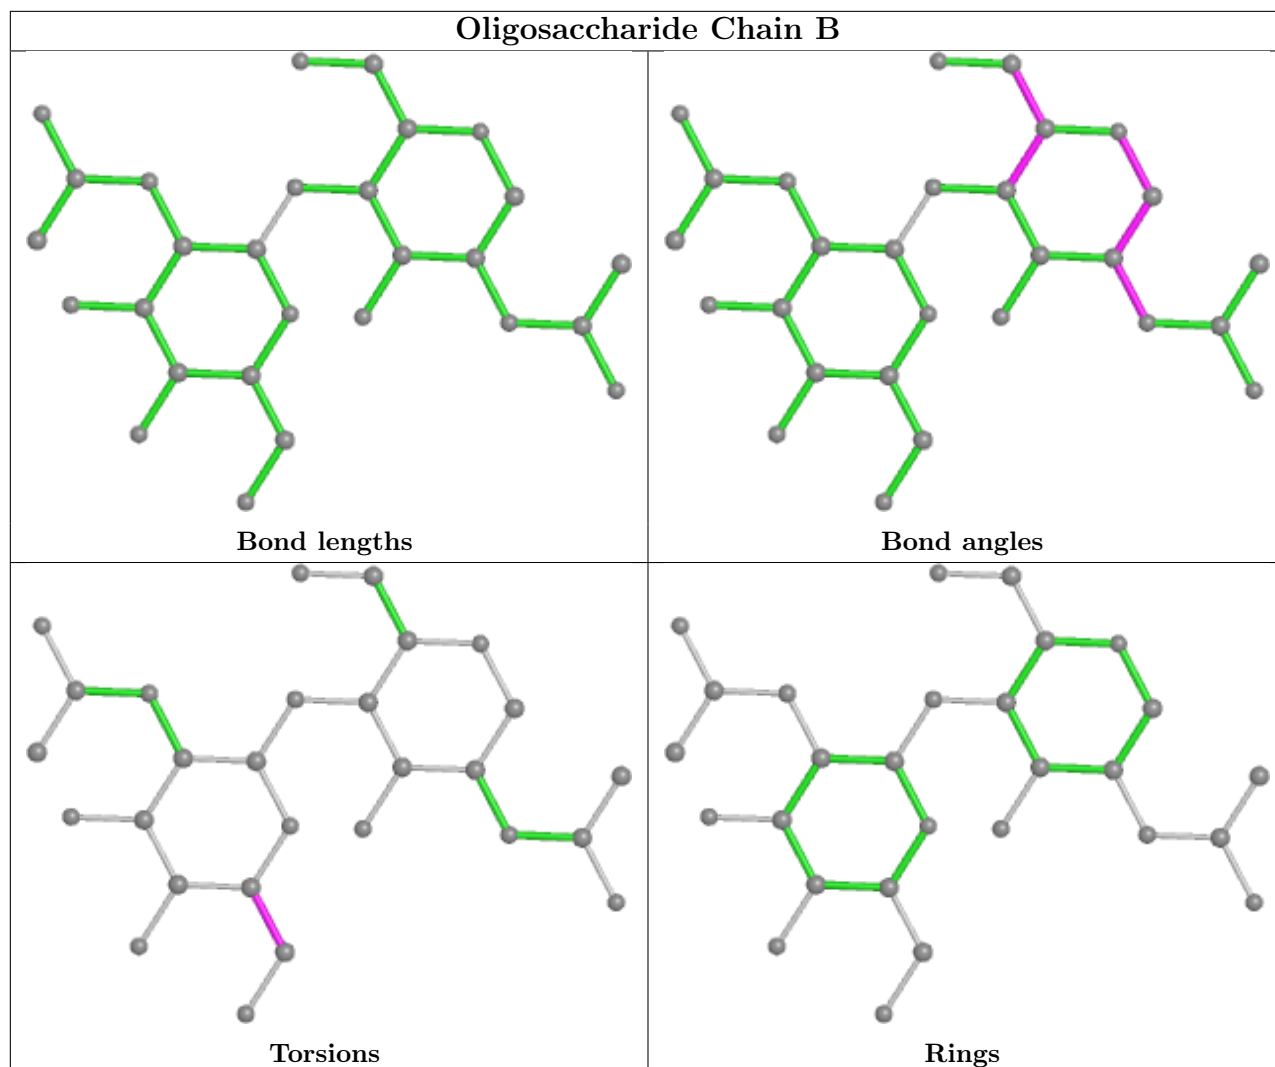 Oligosaccharide Chain B
Bond lengths
Bond angles
Torsions
Rings